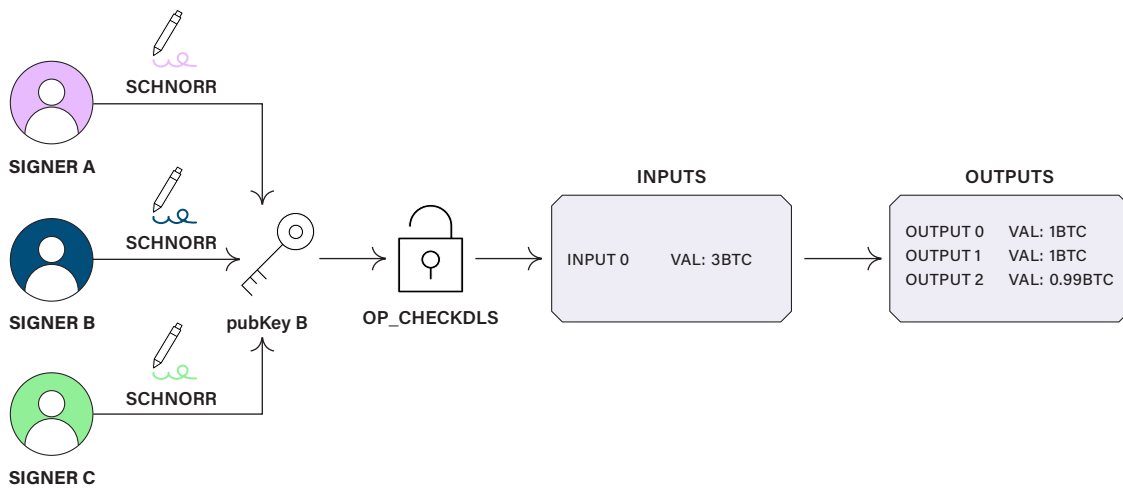 SCHNORR
SIGNER A
SCHNORR
SIGNER B
pubKey B
SCHNORR
SIGNER C
OP_CHECKDLS
INPUTS
INPUT 0 VAL: 3BTC
OUTPUTS
OUTPUT 0 VAL: 1BTC
OUTPUT 1 VAL: 1BTC
OUTPUT 2 VAL: 0.99BTC